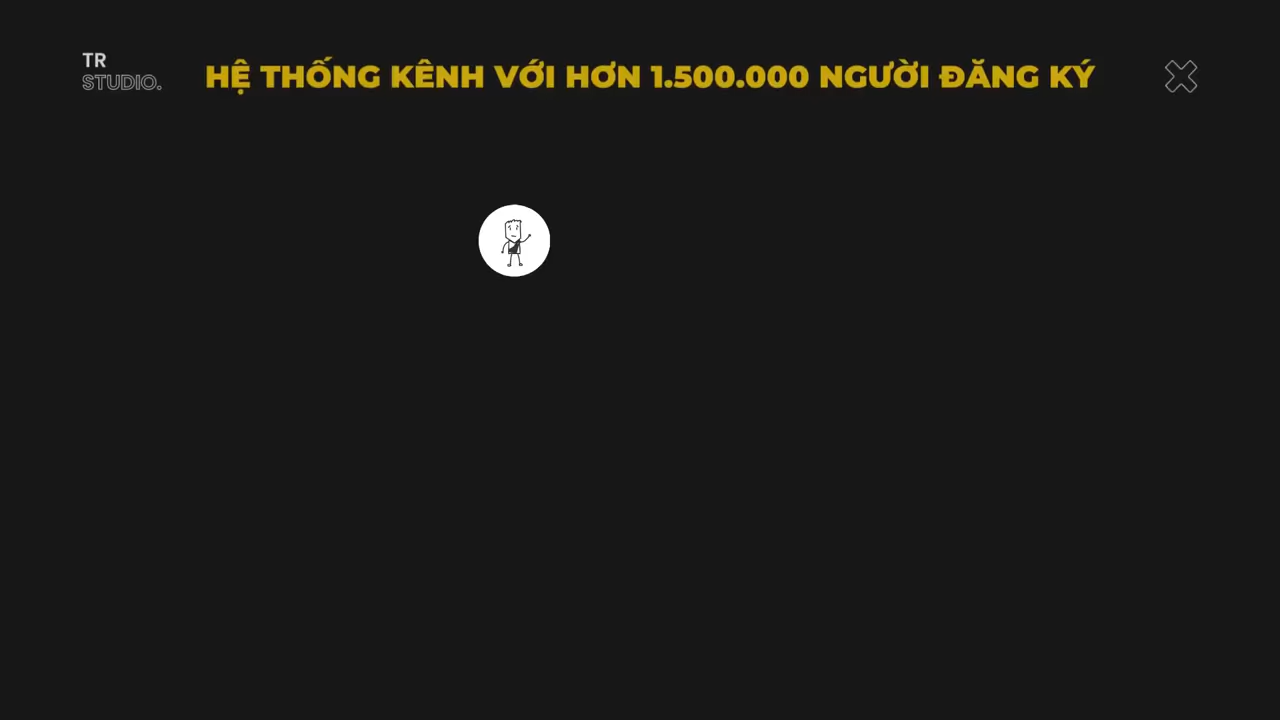 TR
STUDIO.
HỆ THỐNG KÊNH VỚI HƠN 1.500.000 NGƯỜI ĐĂNG KÝ